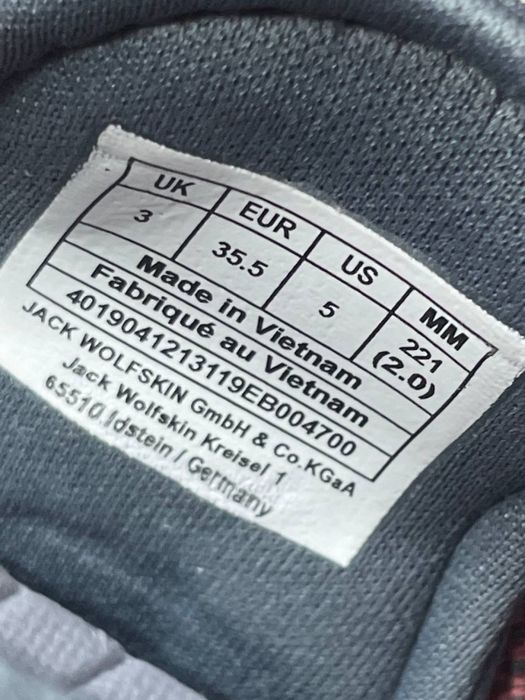 UK EUR US MM
3 35.5 5 221 (2.0)
Made in Vietnam
Fabriqué au Vietnam
4019041213119EB004700
JACK WOLFSKIN GmbH & Co.KGaA
Jack Wolfskin Kreisel 1
65510 Idstein / Germany